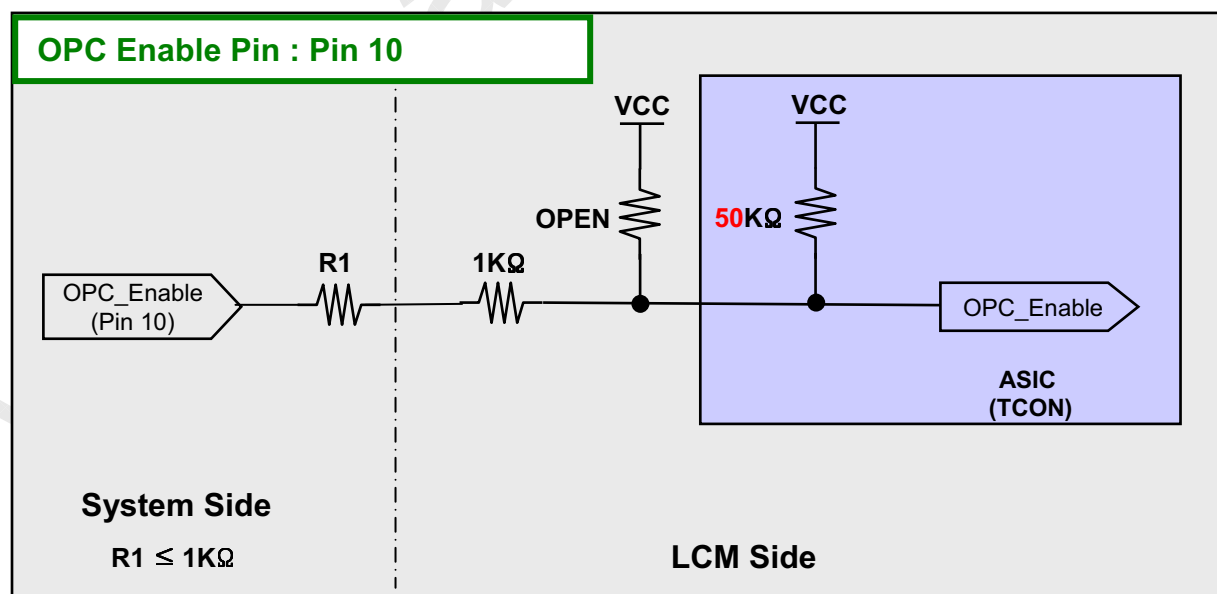 OPC Enable Pin : Pin 10
VCC
VCC
OPEN
50KΩ
R1
1KΩ
OPC_Enable
(Pin 10)
OPC_Enable
ASIC
(TCON)
System Side
R1 ≤ 1KΩ
LCM Side